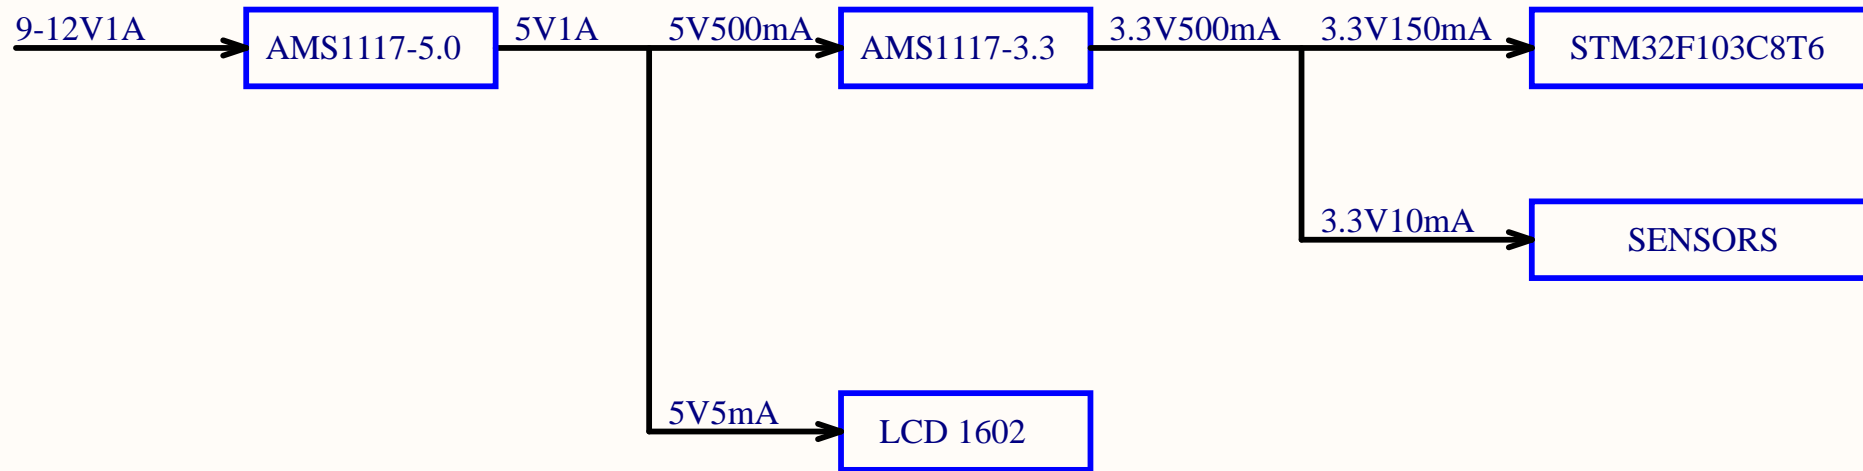 9-12V1A
AMS1117-5.0
5V1A
5V500mA
AMS1117-3.3
3.3V500mA
3.3V150mA
STM32F103C8T6
3.3V10mA
SENSORS
5V5mA
LCD 1602